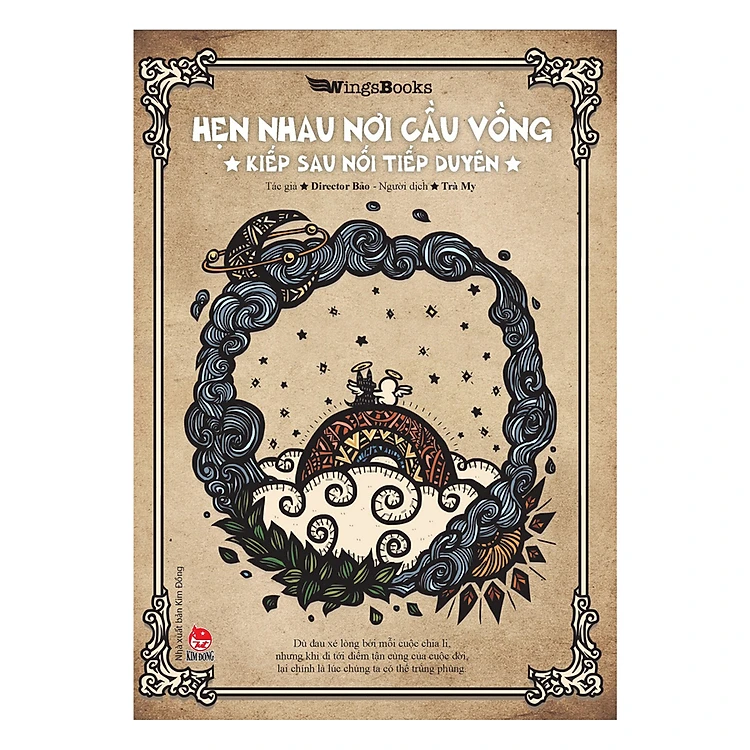 WingsBooks
HẸN NHAU NƠI CẦU VỒNG
★ KIẾP SAU NỐI TIẾP DUYÊN ★
Tác giả ★ Director Bảo - Người dịch ★ Trà My
Nhà xuất bản Kim Đồng
KIM ĐỒNG
Dù đau xé lòng bởi mỗi cuộc chia li,
nhưng khi đi tới điểm tận cùng của cuộc đời,
lại chính là lúc chúng ta có thể trùng phùng.